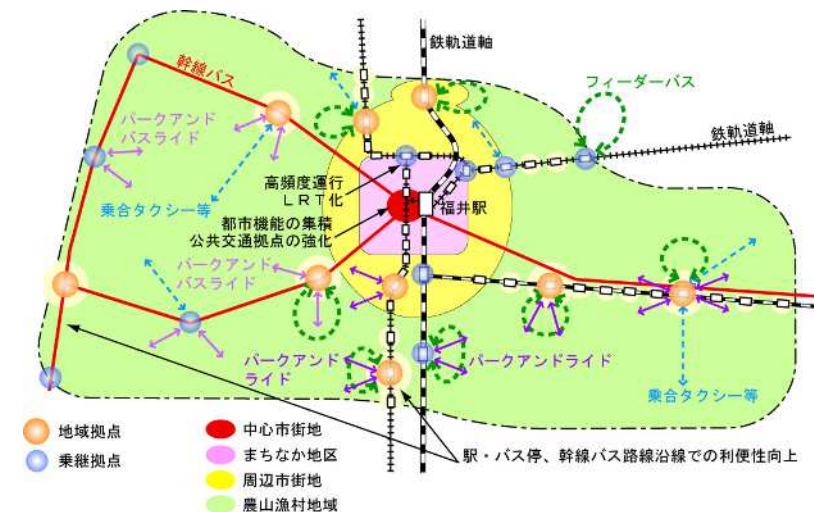 鉄軌道軸
幹線バス
フィーダーバス
鉄軌道軸
パークアンド
バスライド
高頻度運行
LRT化
福井駅
乗合タクシー等
都市機能の集積
公共交通拠点の強化
パークアンド
バスライド
パークアンド
ライド
パークアンドライド
乗合タクシー等
地域拠点
乗継拠点
中心市街地
まちなか地区
周辺市街地
農山漁村地域
駅・バス停、幹線バス路線沿線での利便性向上